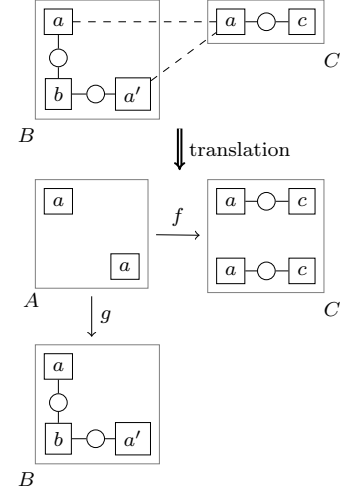 a a c
b a′
B C
translation
a a c
f
a a c
A C
g
a
b a′
B